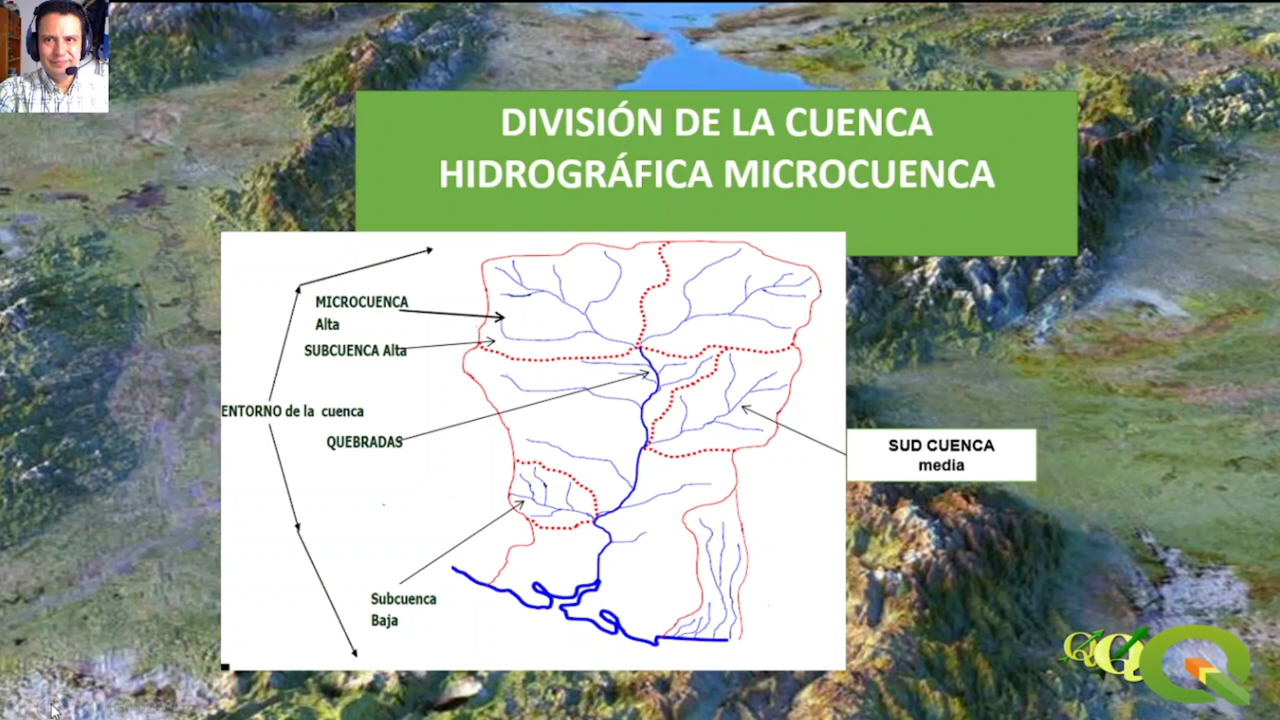 DIVISIÓN DE LA CUENCA
HIDROGRÁFICA MICROCUENCA
MICROCUENCA
Alta
SUBCUENCA Alta
ENTORNO de la cuenca
QUEBRADAS
SUD CUENCA
media
Subcuenca
Baja